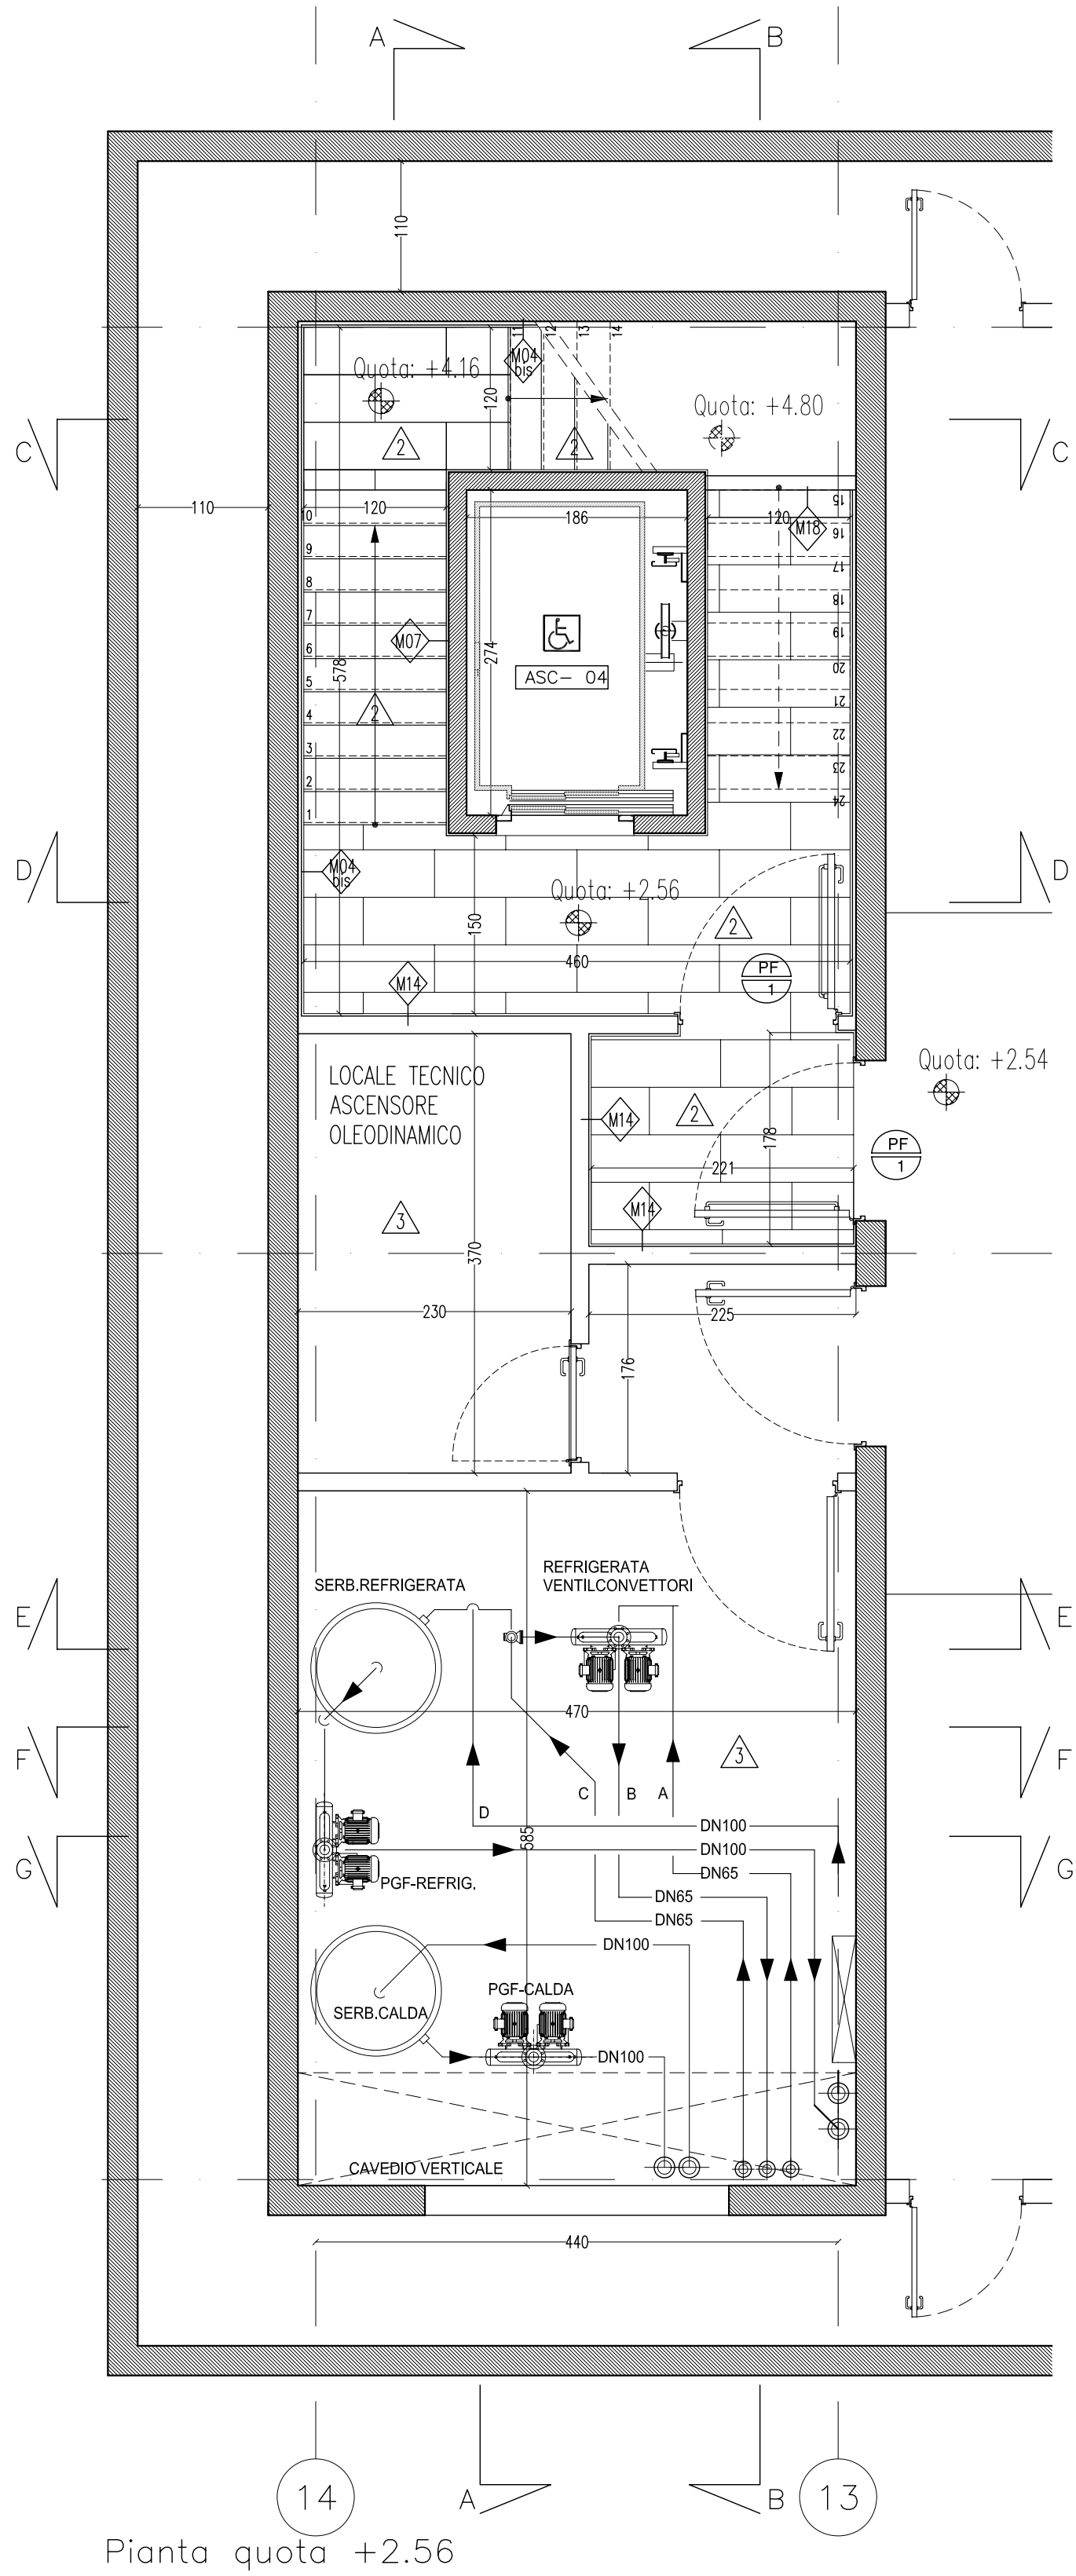 A
B
110
11
12
13
14
M04
bis
Quota: +4.16
120
Quota: +4.80
2
2
C
C
110
120
186
120
15
M18
16
17
18
19
20
21
22
23
24
10
9
8
7
6
5
4
3
2
1
M07
578
274
2
ASC- 04
D
D
M04
bis
Quota: +2.56
150
2
460
PF
1
M14
Quota: +2.54
LOCALE TECNICO
ASCENSORE
OLEODINAMICO
2
M14
178
PF
1
221
M14
3
370
230
225
176
SERB.REFRIGERATA
REFRIGERATA
VENTILCONVETTORI
E
E
470
3
F
F
D
C
B
A
585
DN100
DN100
G
G
PGF-REFRIG.
DN65
DN65
DN65
DN100
PGF-CALDA
SERB.CALDA
DN100
CAVEDIO VERTICALE
440
14
A
B
13
Pianta quota +2.56